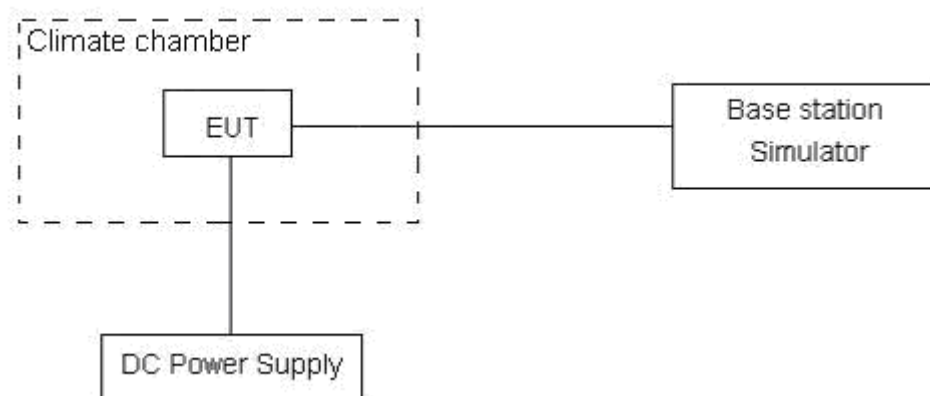 Climate chamber
EUT
Base station
Simulator
DC Power Supply